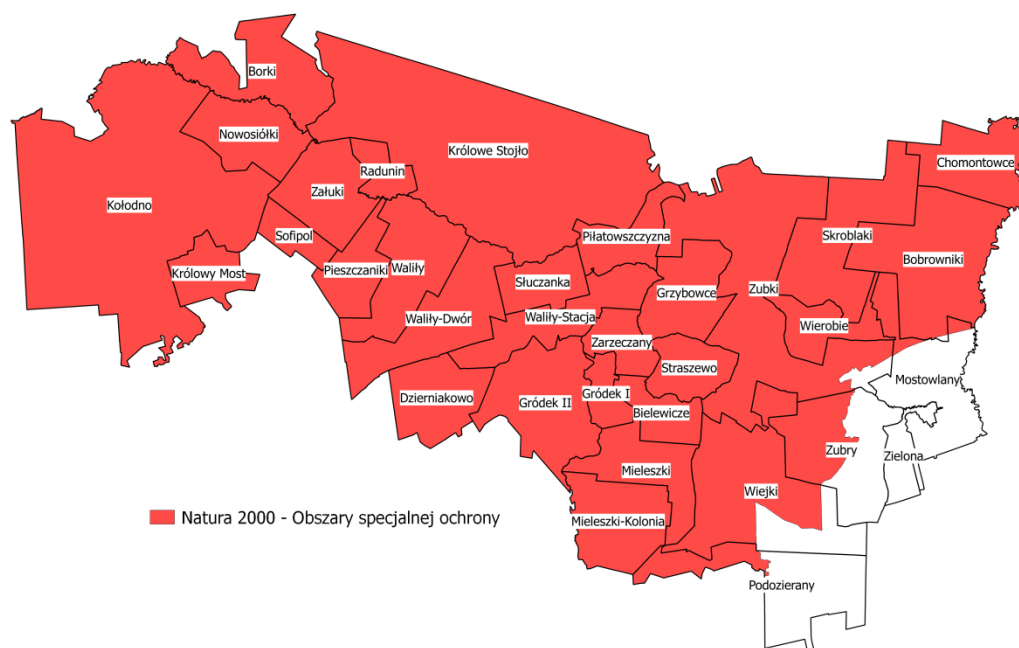 Borki
Nowosiółki
Królowe Stojło
Chomontowce
Radunin
Załuki
Kołodno
Sofipol
Piłatowszczyzna
Skroblaki
Bobrowniki
Królowy Most
Pieszczaniki
Waliły
Słuczanka
Grzybowce
Zubki
Waliły-Dwór
Waliły-Stacja
Wierobie
Zarzeczany
Straszewo
Mostowlany
Dzierniakowo
Gródek II
Gródek I
Bielewicze
Zubry
Zielona
Mieleszki
Wiejki
Natura 2000 - Obszary specjalnej ochrony
Mieleszki-Kolonia
Podozierany